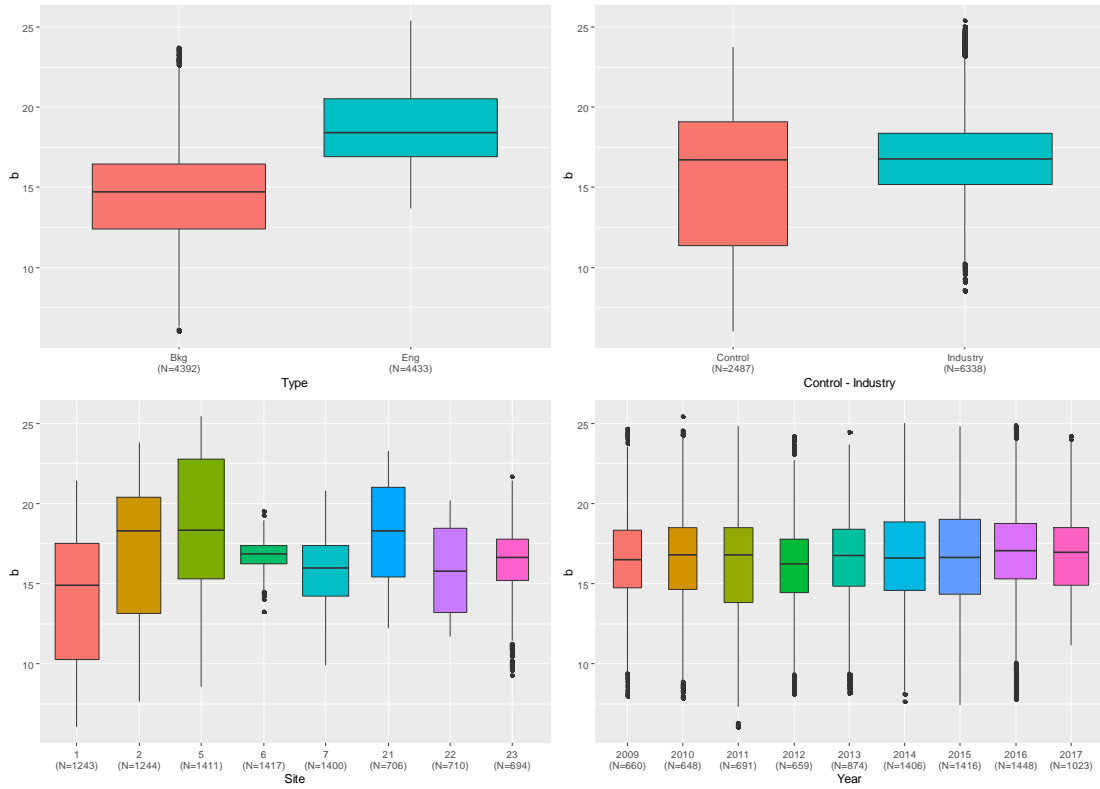 25
20
15
10
b
Bkg
(N=4392)
Eng
(N=4433)
Type
25
20
15
10
b
Control
(N=2487)
Industry
(N=6338)
Control - Industry
25
20
15
10
b
1 2 5 6 7 21 22 23
(N=1243) (N=1244) (N=1411) (N=1417) (N=1400) (N=706) (N=710) (N=694)
Site
25
20
15
10
b
2009 2010 2011 2012 2013 2014 2015 2016 2017
(N=660) (N=648) (N=691) (N=659) (N=874) (N=1406) (N=1416) (N=1448) (N=1023)
Year